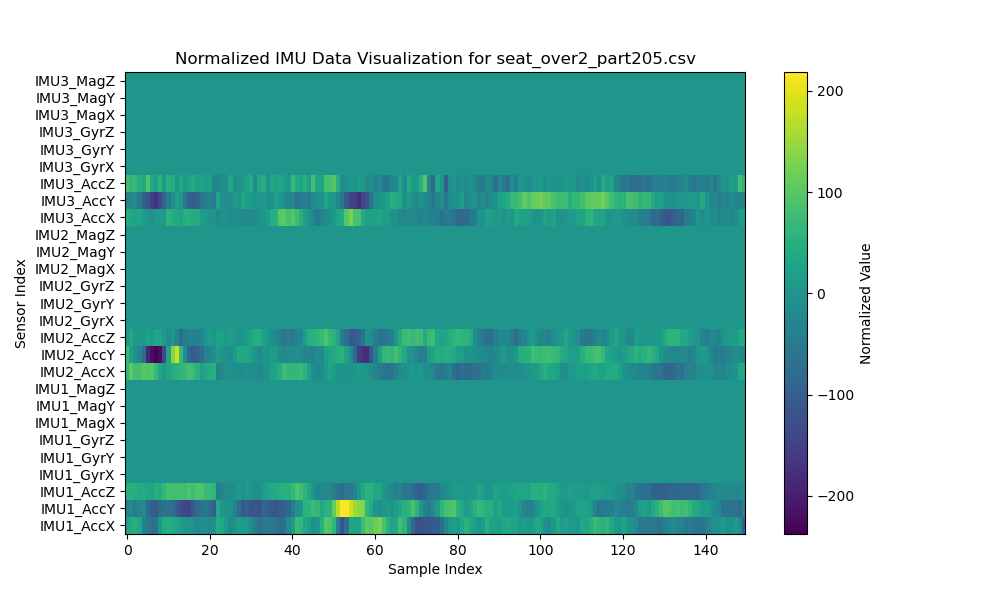 Normalized IMU Data Visualization for seat_over2_part205.csv
IMU3_MagZ
IMU3_MagY
IMU3_MagX
IMU3_GyrZ
IMU3_GyrY
IMU3_GyrX
IMU3_AccZ
IMU3_AccY
IMU3_AccX
IMU2_MagZ
IMU2_MagY
IMU2_MagX
IMU2_GyrZ
IMU2_GyrY
IMU2_GyrX
IMU2_AccZ
IMU2_AccY
IMU2_AccX
IMU1_MagZ
IMU1_MagY
IMU1_MagX
IMU1_GyrZ
IMU1_GyrY
IMU1_GyrX
IMU1_AccZ
IMU1_AccY
IMU1_AccX
Sensor Index
0 20 40 60 80 100 120 140
Sample Index
200
100
0
−100
−200
Normalized Value